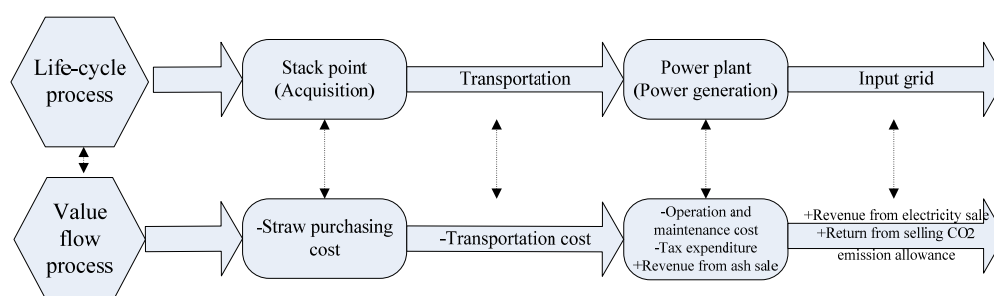 Life-cycle
process
Stack point
(Acquisition)
Transportation
Power plant
(Power generation)
Input grid
Value
flow
process
-Straw purchasing
cost
-Transportation cost
-Operation and
maintenance cost
-Tax expenditure
+Revenue from ash sale
+Revenue from electricity sale
+Return from selling CO2
emission allowance